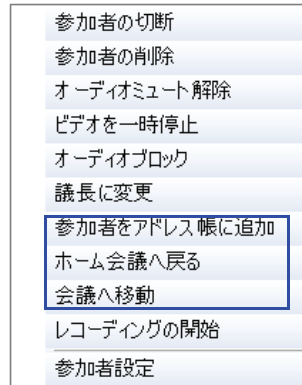 参加者の切断
参加者の削除
オーディオミュート解除
ビデオを一時停止
オーディオブロック
議長に変更
参加者をアドレス帳に追加
ホーム会議へ戻る
会議へ移動
レコーディングの開始
参加者設定